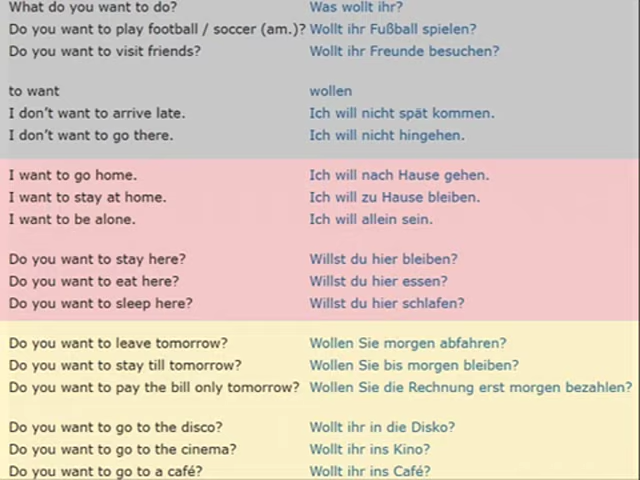 What do you want to do? Was wollt ihr?
Do you want to play football / soccer (am.)? Wollt ihr Fußball spielen?
Do you want to visit friends? Wollt ihr Freunde besuchen?
to want wollen
I don't want to arrive late. Ich will nicht spät kommen.
I don't want to go there. Ich will nicht hingehen.
I want to go home. Ich will nach Hause gehen.
I want to stay at home. Ich will zu Hause bleiben.
I want to be alone. Ich will allein sein.
Do you want to stay here? Willst du hier bleiben?
Do you want to eat here? Willst du hier essen?
Do you want to sleep here? Willst du hier schlafen?
Do you want to leave tomorrow? Wollen Sie morgen abfahren?
Do you want to stay till tomorrow? Wollen Sie bis morgen bleiben?
Do you want to pay the bill only tomorrow? Wollen Sie die Rechnung erst morgen bezahlen?
Do you want to go to the disco? Wollt ihr in die Disko?
Do you want to go to the cinema? Wollt ihr ins Kino?
Do you want to go to a café? Wollt ihr ins Café?